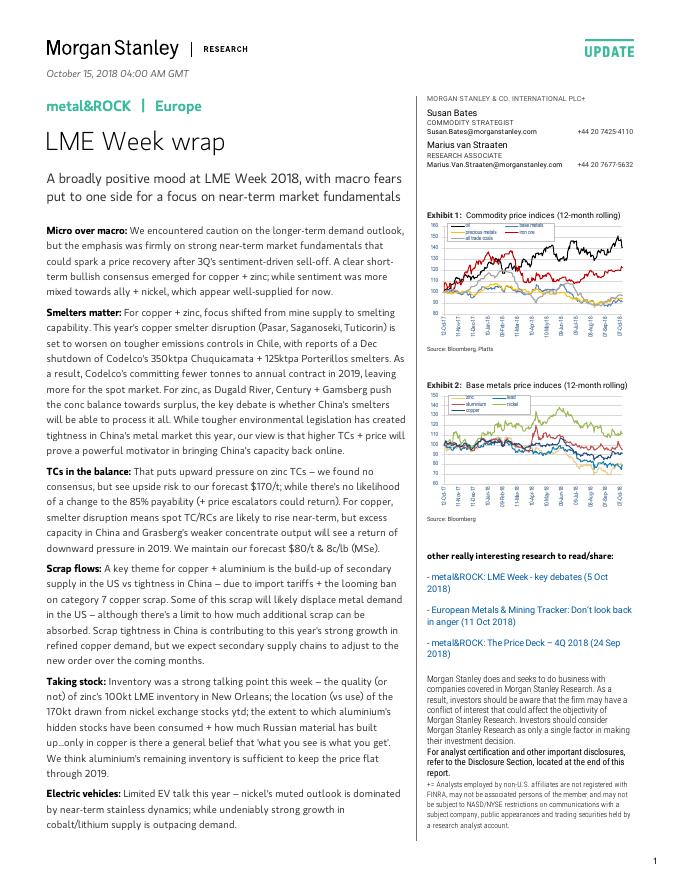 Morgan Stanley | RESEARCH
UPDATE
October 15, 2018 04:00 AM GMT
metal&ROCK | Europe
LME Week wrap
A broadly positive mood at LME Week 2018, with macro fears
put to one side for a focus on near-term market fundamentals
Micro over macro: We encountered caution on the longer-term demand outlook,
but the emphasis was firmly on strong near-term market fundamentals that
could spark a price recovery after 3Q's sentiment-driven sell-off. A clear short-
term bullish consensus emerged for copper + zinc; while sentiment was more
mixed towards ally + nickel, which appear well-supplied for now.
Smelters matter: For copper + zinc, focus shifted from mine supply to smelting
capability. This year's copper smelter disruption (Pasar, Saganoseki, Tuticorin) is
set to worsen on tougher emissions controls in Chile, with reports of a Dec
shutdown of Codelco's 350ktpa Chuquicamata + 125ktpa Porterillos smelters. As
a result, Codelco's committing fewer tonnes to annual contract in 2019, leaving
more for the spot market. For zinc, as Dugald River, Century + Gamsberg push
the conc balance towards surplus, the key debate is whether China's smelters
will be able to process it all. While tougher environmental legislation has created
tightness in China's metal market this year, our view is that higher TCs + price will
prove a powerful motivator in bringing China's capacity back online.
TCs in the balance: That puts upward pressure on zinc TCs – we found no
consensus, but see upside risk to our forecast $170/t; while there's no likelihood
of a change to the 85% payability (+ price escalators could return). For copper,
smelter disruption means spot TC/RCs are likely to rise near-term, but excess
capacity in China and Grasberg's weaker concentrate output will see a return of
downward pressure in 2019. We maintain our forecast $80/t & 8c/lb (MSe).
Scrap flows: A key theme for copper + aluminium is the build-up of secondary
supply in the US vs tightness in China – due to import tariffs + the looming ban
on category 7 copper scrap. Some of this scrap will likely displace metal demand
in the US – although there's a limit to how much additional scrap can be
absorbed. Scrap tightness in China is contributing to this year's strong growth in
refined copper demand, but we expect secondary supply chains to adjust to the
new order over the coming months.
Taking stock: Inventory was a strong talking point this week – the quality (or
not) of zinc's 100kt LME inventory in New Orleans; the location (vs use) of the
170kt drawn from nickel exchange stocks ytd; the extent to which aluminium's
hidden stocks have been consumed + how much Russian material has built
up...only in copper is there a general belief that 'what you see is what you get'.
We think aluminium's remaining inventory is sufficient to keep the price flat
through 2019.
Electric vehicles: Limited EV talk this year – nickel's muted outlook is dominated
by near-term stainless dynamics; while undeniably strong growth in
cobalt/lithium supply is outpacing demand.
MORGAN STANLEY & CO. INTERNATIONAL PLC+
Susan Bates
COMMODITY STRATEGIST
Susan.Bates@morganstanley.com +44 20 7425-4110
Marius van Straaten
RESEARCH ASSOCIATE
Marius.Van.Straaten@morganstanley.com +44 20 7677-5632
Exhibit 1: Commodity price indices (12-month rolling)
160
150
140
130
120
110
100
90
80
oil base metals
precious metals iron ore
all trade coals
12-Oct-17 11-Nov-17 11-Dec-17 10-Jan-18 09-Feb-18 11-Mar-18 10-Apr-18 10-May-18 09-Jun-18 09-Jul-18 08-Aug-18 07-Sep-18 07-Oct-18
Source: Bloomberg, Platts
Exhibit 2: Base metals price induces (12-month rolling)
150
140
130
120
110
100
90
80
70
60
zinc lead
aluminium nickel
copper
12-Oct-17 11-Nov-17 11-Dec-17 10-Jan-18 09-Feb-18 11-Mar-18 10-Apr-18 10-May-18 09-Jun-18 09-Jul-18 08-Aug-18 07-Sep-18 07-Oct-18
Source: Bloomberg
other really interesting research to read/share:
- metal&ROCK: LME Week - key debates (5 Oct
2018)
- European Metals & Mining Tracker: Don't look back
in anger (11 Oct 2018)
- metal&ROCK: The Price Deck – 4Q 2018 (24 Sep
2018)
Morgan Stanley does and seeks to do business with
companies covered in Morgan Stanley Research. As a
result, investors should be aware that the firm may have a
conflict of interest that could affect the objectivity of
Morgan Stanley Research. Investors should consider
Morgan Stanley Research as only a single factor in making
their investment decision.
For analyst certification and other important disclosures,
refer to the Disclosure Section, located at the end of this
report.
+= Analysts employed by non-U.S. affiliates are not registered with
FINRA, may not be associated persons of the member and may not
be subject to NASD/NYSE restrictions on communications with a
subject company, public appearances and trading securities held by
a research analyst account.
1